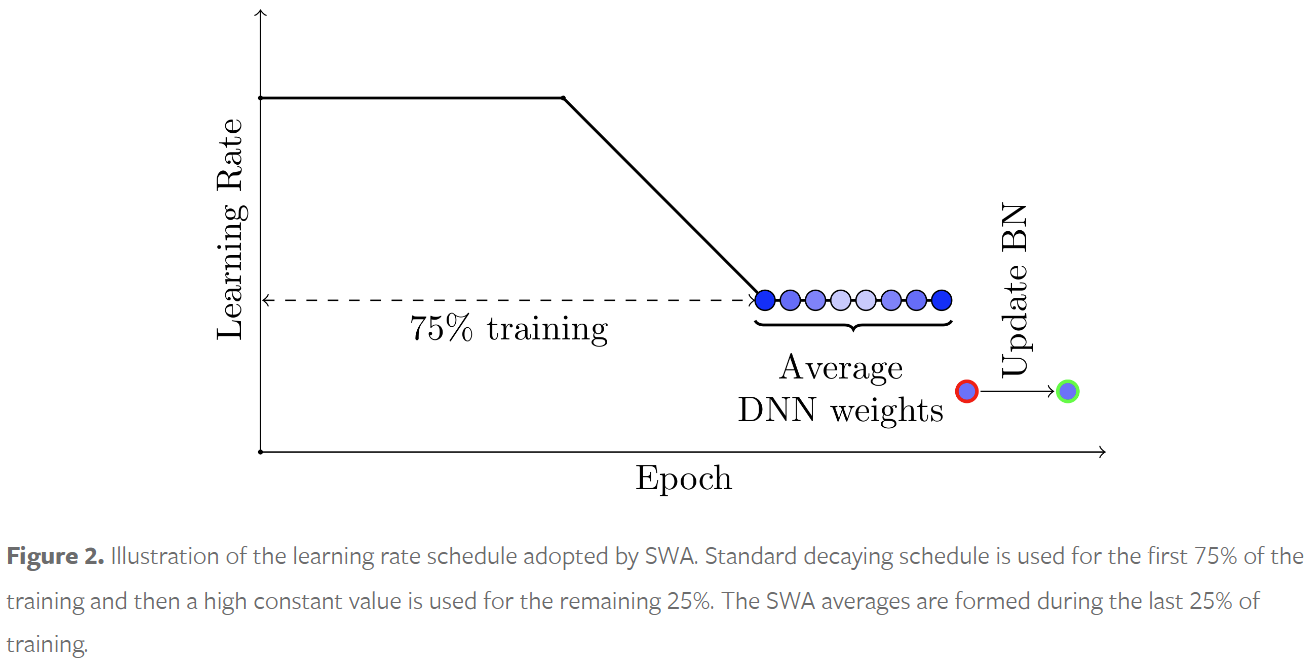 Learning Rate
75% training
Average
DNN weights
Update BN
Epoch
Figure 2. Illustration of the learning rate schedule adopted by SWA. Standard decaying schedule is used for the first 75% of the
training and then a high constant value is used for the remaining 25%. The SWA averages are formed during the last 25% of
training.